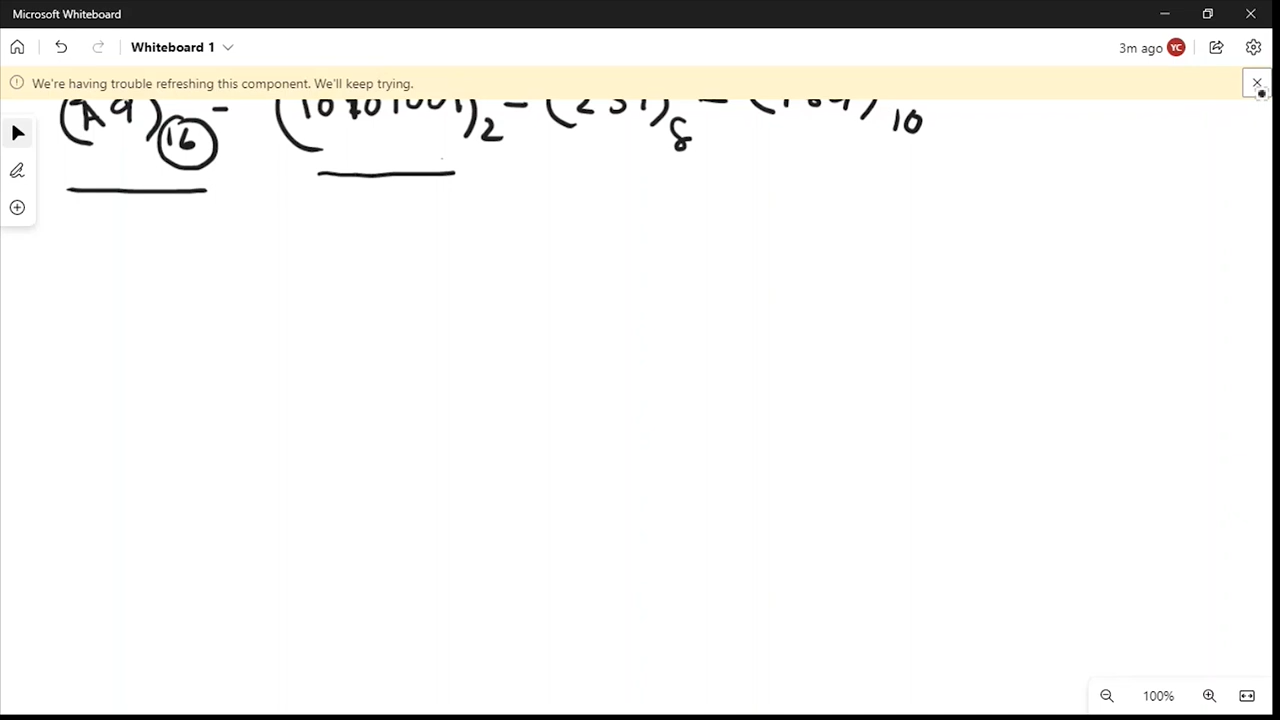 Microsoft Whiteboard
Whiteboard 1
3m ago YC
We're having trouble refreshing this component. We'll keep trying.
(A9)16 = (10101001)2 = (251)8 = (169)10
100%